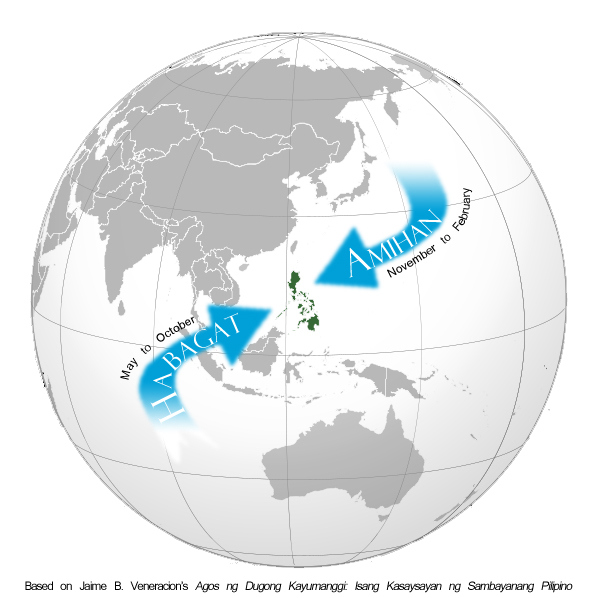 AMIHAN
November to February
May to October
HABAGAT
Based on Jaime B. Veneracion's Agos ng Dugong Kayumanggi: Isang Kasaysayan ng Sambayanang Pilipino